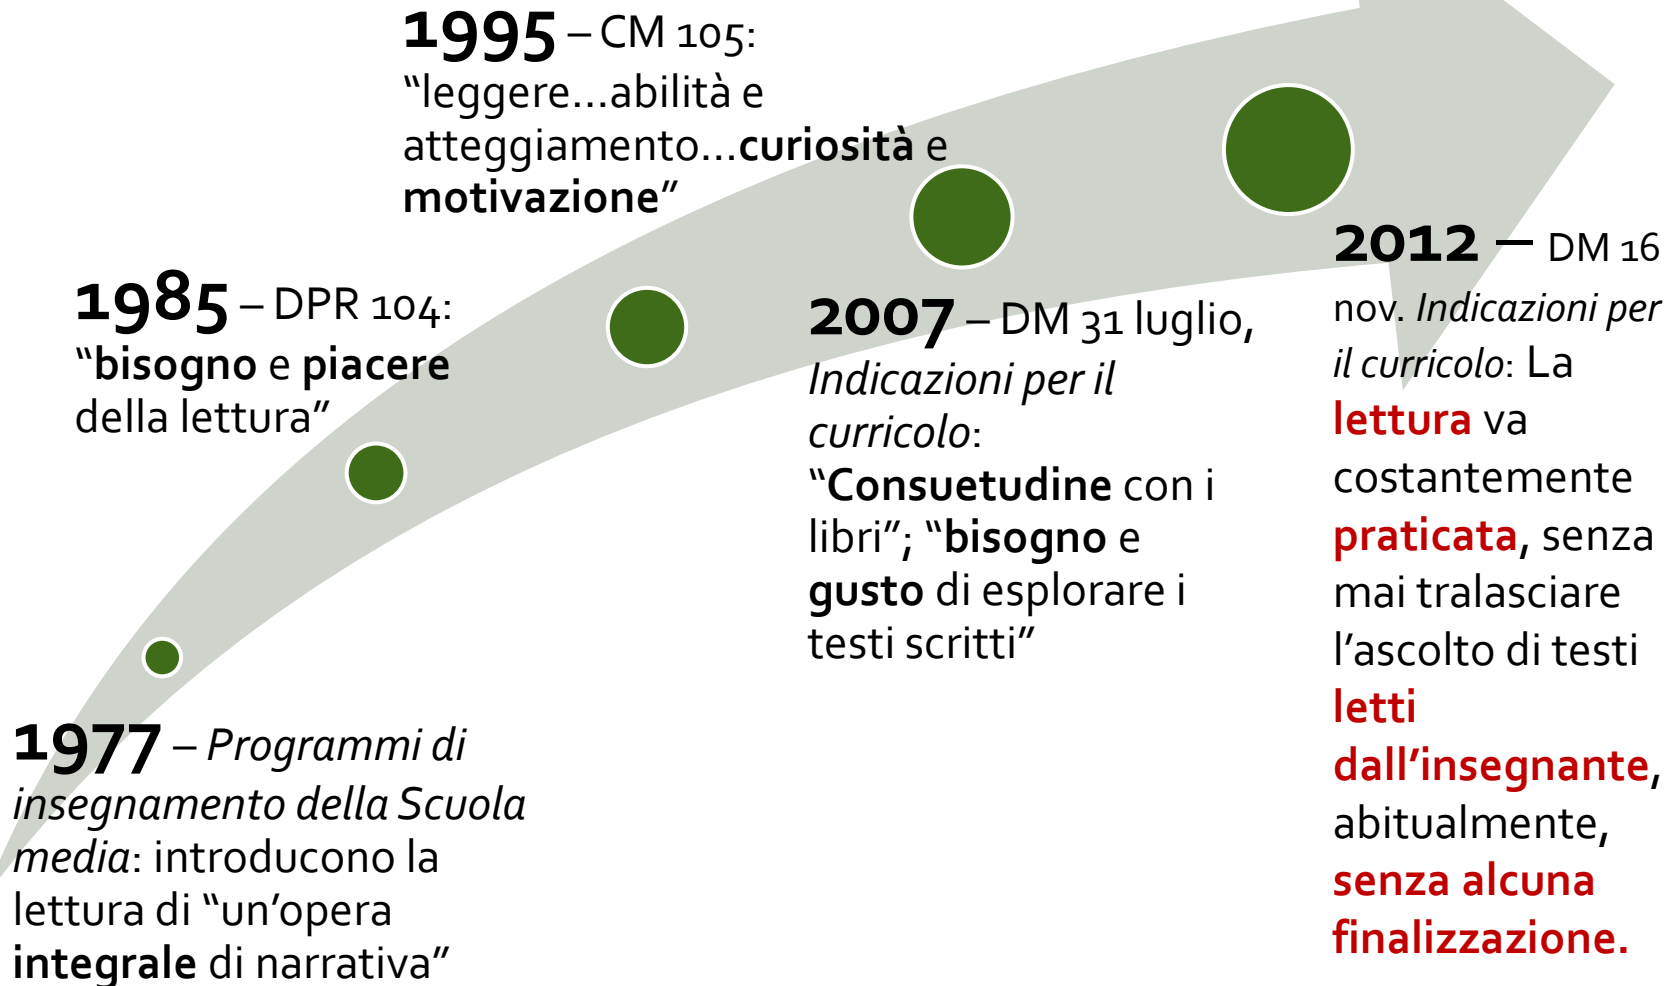 1995 – CM 105:
“leggere…abilità e
atteggiamento…curiosità e
motivazione”
1985 – DPR 104:
“bisogno e piacere
della lettura”
1977 – Programmi di
insegnamento della Scuola
media: introducono la
lettura di “un’opera
integrale di narrativa”
2007 – DM 31 luglio,
Indicazioni per il
curricolo:
“Consuetudine con i
libri”; “bisogno e
gusto di esplorare i
testi scritti”
2012 – DM 16
nov. Indicazioni per
il curricolo: La
lettura va
costantemente
praticata, senza
mai tralasciare
l’ascolto di testi
letti
dall’insegnante,
abitualmente,
senza alcuna
finalizzazione.